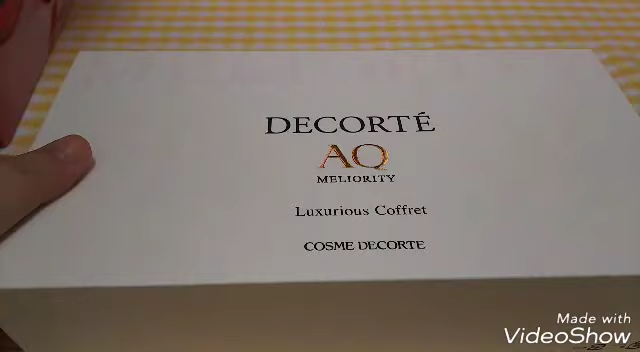 DECORTÉ
AQ
MELIORITY
Luxurious Coffret
COSME DECORTE
Made with
VideoShow